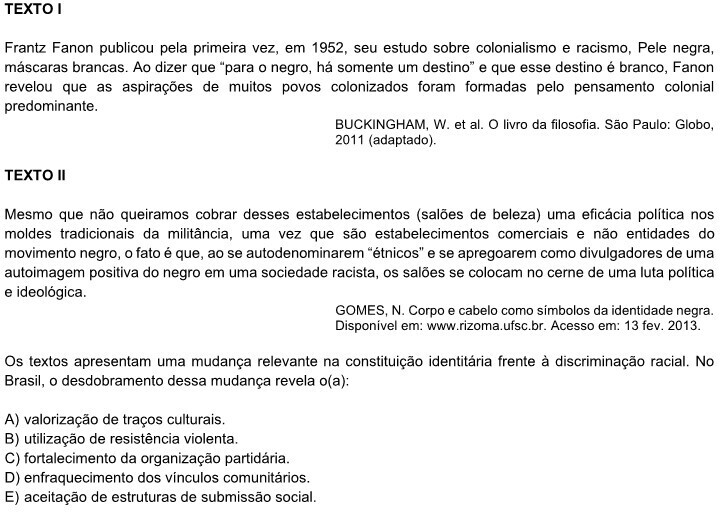 TEXTO I
Frantz Fanon publicou pela primeira vez, em 1952, seu estudo sobre colonialismo e racismo, Pele negra,
máscaras brancas. Ao dizer que “para o negro, há somente um destino” e que esse destino é branco, Fanon
revelou que as aspirações de muitos povos colonizados foram formadas pelo pensamento colonial
predominante.
BUCKINGHAM, W. et al. O livro da filosofia. São Paulo: Globo,
2011 (adaptado).
TEXTO II
Mesmo que não queiramos cobrar desses estabelecimentos (salões de beleza) uma eficácia política nos
moldes tradicionais da militância, uma vez que são estabelecimentos comerciais e não entidades do
movimento negro, o fato é que, ao se autodenominarem “étnicos” e se apregoarem como divulgadores de uma
autoimagem positiva do negro em uma sociedade racista, os salões se colocam no cerne de uma luta política
e ideológica.
GOMES, N. Corpo e cabelo como símbolos da identidade negra.
Disponível em: www.rizoma.ufsc.br. Acesso em: 13 fev. 2013.
Os textos apresentam uma mudança relevante na constituição identitária frente à discriminação racial. No
Brasil, o desdobramento dessa mudança revela o(a):
A) valorização de traços culturais.
B) utilização de resistência violenta.
C) fortalecimento da organização partidária.
D) enfraquecimento dos vínculos comunitários.
E) aceitação de estruturas de submissão social.